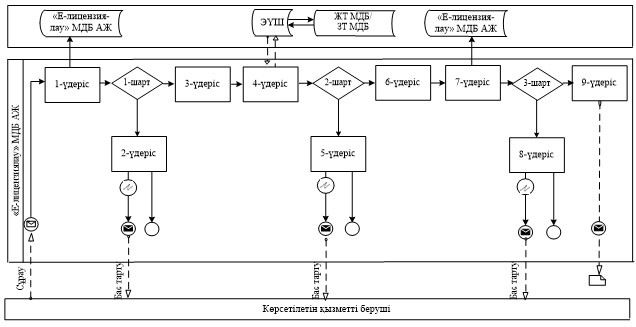 «Е-лицензия-
лау» МДБ АЖ
ЭҮШ
ЖТ МДБ/
ЗТ МДБ
«Е-лицензия-
лау» МДБ АЖ
«Е-лицензиялау» МДБ АЖ
1-үдеріс
1-шарт
3-үдеріс
4-үдеріс
2-шарт
6-үдеріс
7-үдеріс
3-шарт
9-үдеріс
2-үдеріс
5-үдеріс
8-үдеріс
Сұрау
Бас тарту
Бас тарту
Бас тарту
Көрсетілетін қызметті беруші